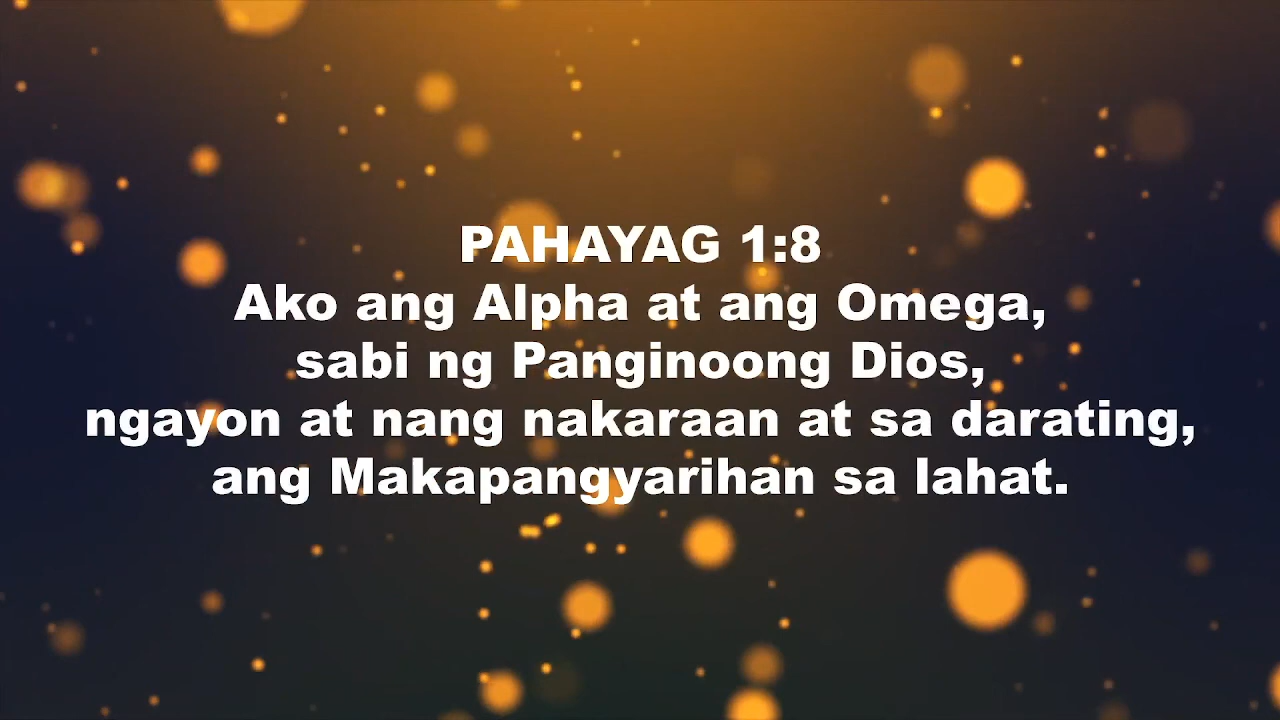 PAHAYAG 1:8
Ako ang Alpha at ang Omega,
sabi ng Panginoong Dios,
ngayon at nang nakaraan at sa darating,
ang Makapangyarihan sa lahat.